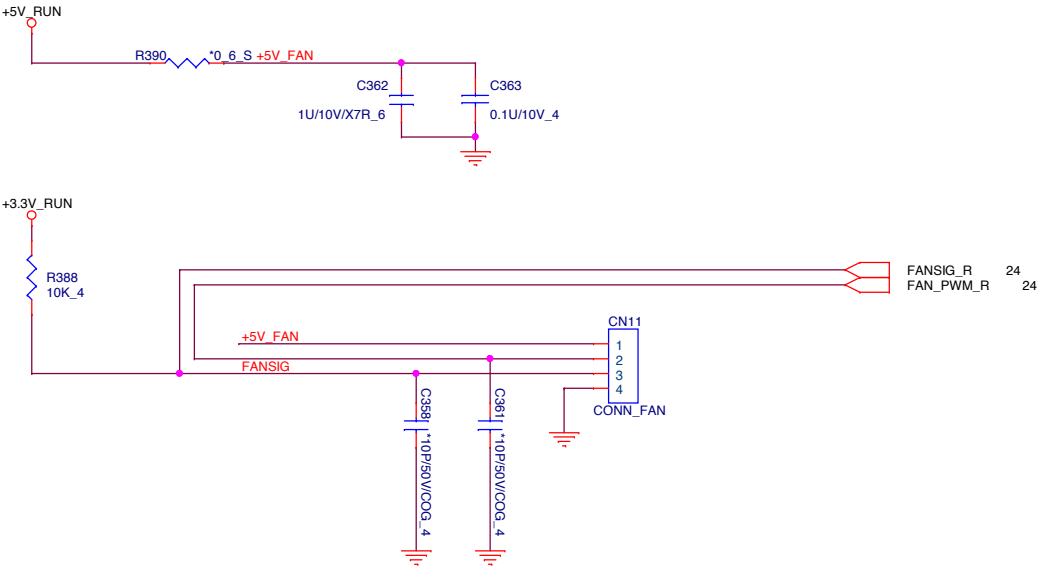 +5V_RUN
R390 *0_6_S +5V_FAN
C362
C363
1U/10V/X7R_6
0.1U/10V_4
+3.3V_RUN
R388
10K_4
FANSIG_R 24
FAN_PWM_R 24
CN11
+5V_FAN
1
2
FANSIG
3
4
CONN_FAN
C358
*10P/50V/COG_4
C361
*10P/50V/COG_4